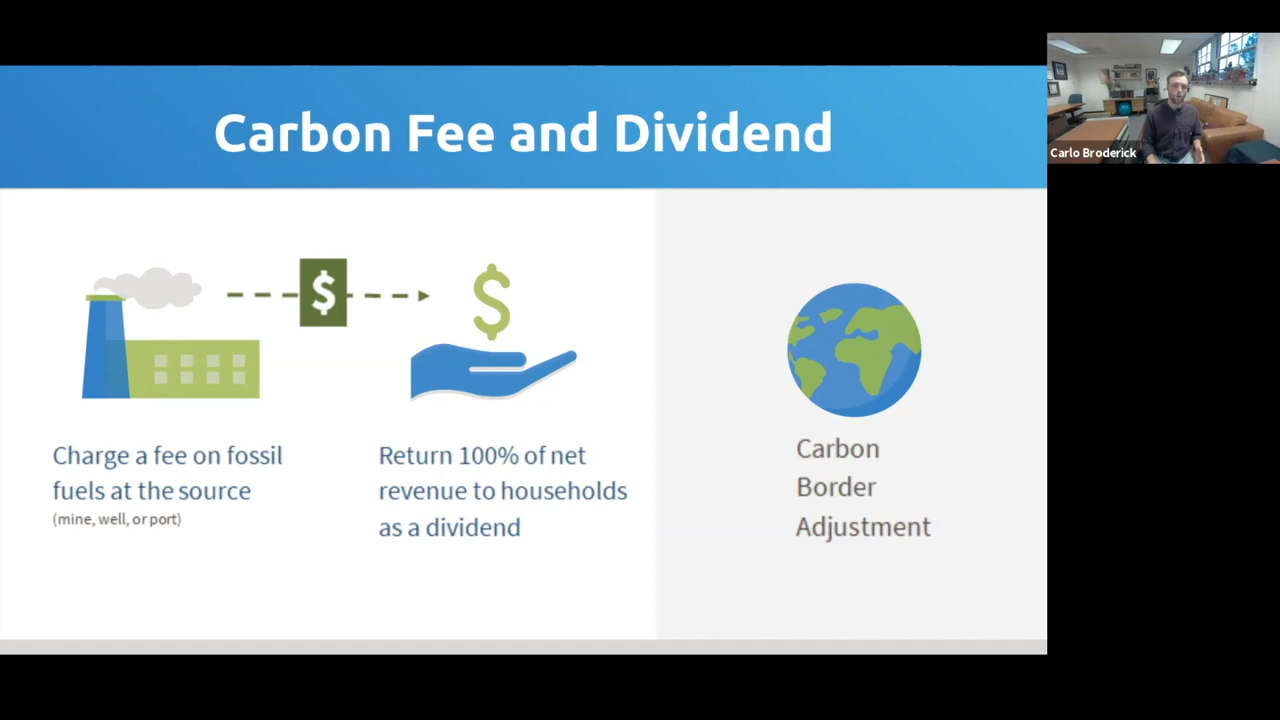 Carbon Fee and Dividend
Carlo Broderick
$
$
Charge a fee on fossil
fuels at the source
(mine, well, or port)
Return 100% of net
revenue to households
as a dividend
Carbon
Border
Adjustment